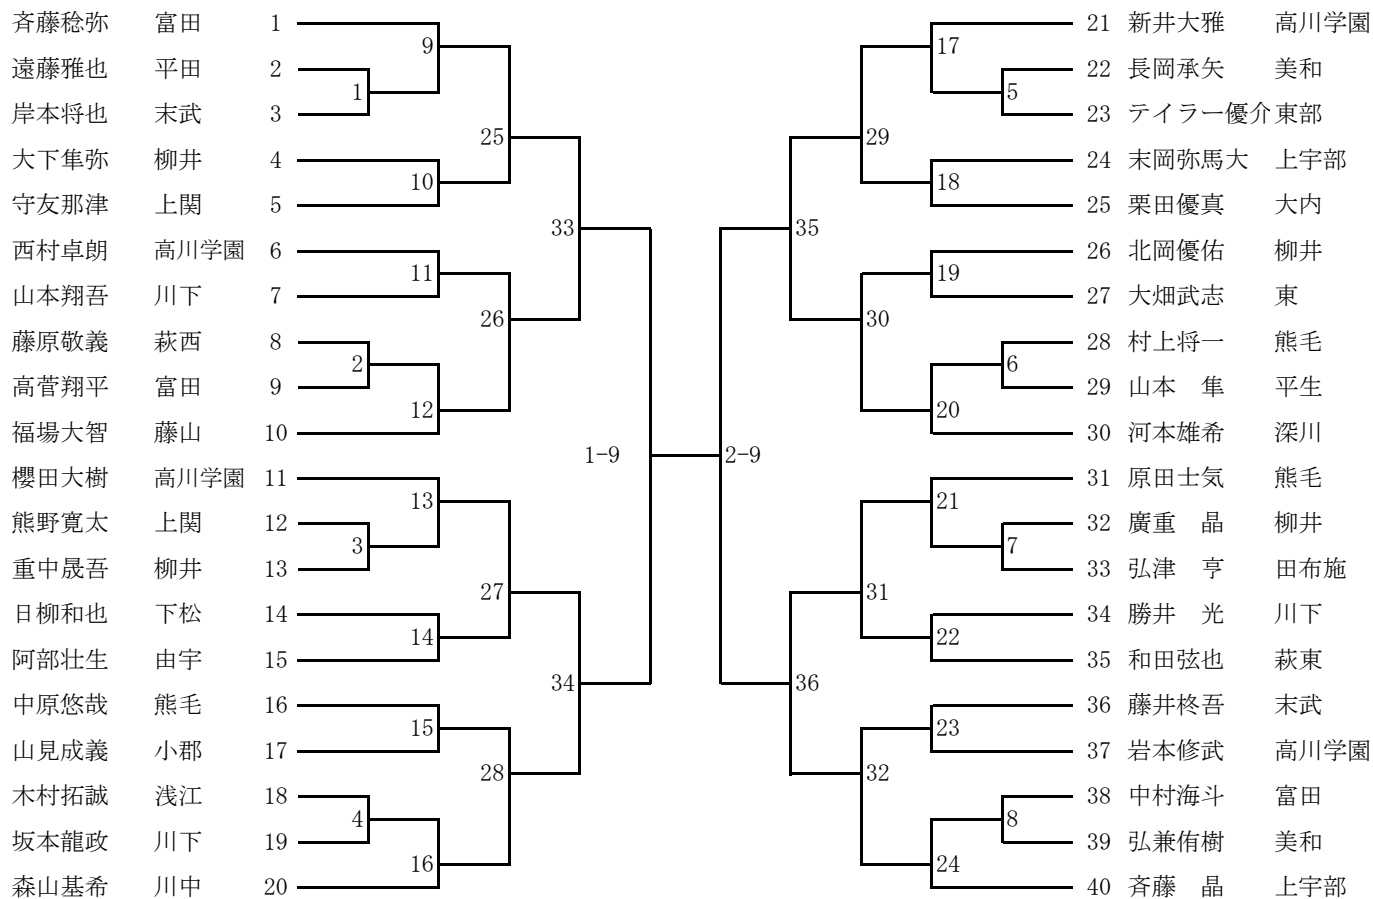 斉藤稔弥 富田 1
遠藤雅也 平田 2
岸本将也 末武 3
大下隼弥 柳井 4
守友那津 上関 5
西村卓朗 高川学園 6
山本翔吾 川下 7
藤原敬義 萩西 8
高菅翔平 富田 9
福場大智 藤山 10
櫻田大樹 高川学園 11
熊野寛太 上関 12
重中晟吾 柳井 13
日柳和也 下松 14
阿部壮生 由宇 15
中原悠哉 熊毛 16
山見成義 小郡 17
木村拓誠 浅江 18
坂本龍政 川下 19
森山基希 川中 20
1
2
3
4
9
10
11
12
13
14
15
16
25
26
27
28
33
34
1-9
2-9
35
36
29
30
31
32
17
18
19
20
21
22
23
24
5
6
7
8
21 新井大雅 高川学園
22 長岡承矢 美和
23 テイラー優介 東部
24 末岡弥馬大 上宇部
25 栗田優真 大内
26 北岡優佑 柳井
27 大畑武志 東
28 村上将一 熊毛
29 山本 隼 平生
30 河本雄希 深川
31 原田士気 熊毛
32 廣重 晶 柳井
33 弘津 亨 田布施
34 勝井 光 川下
35 和田弦也 萩東
36 藤井柊吾 末武
37 岩本修武 高川学園
38 中村海斗 富田
39 弘兼侑樹 美和
40 斉藤 晶 上宇部